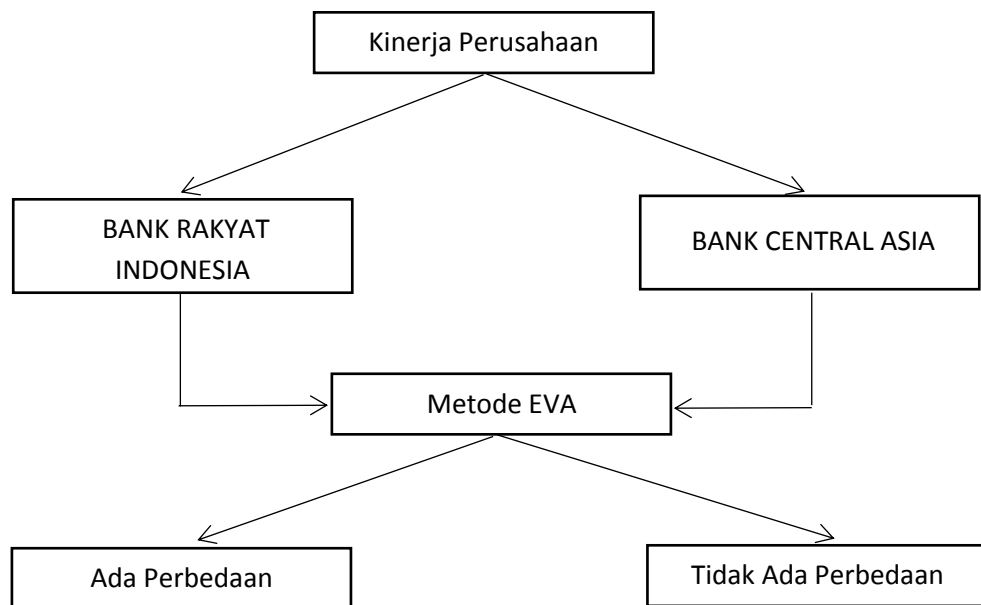 Kinerja Perusahaan
BANK RAKYAT
INDONESIA
BANK CENTRAL ASIA
Metode EVA
Ada Perbedaan
Tidak Ada Perbedaan